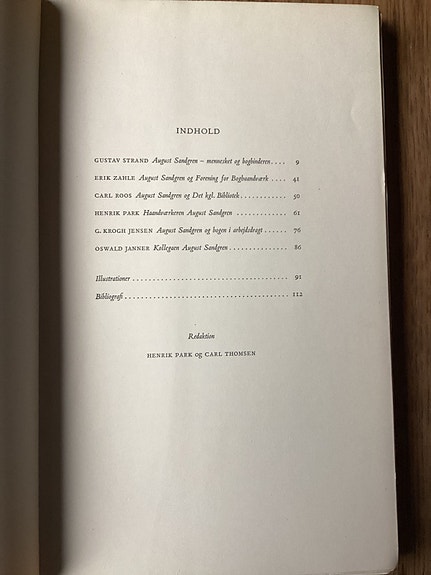 INDHOLD
GUSTAV STRAND August Sandgren – mennesket og bogbinderen.... 9
ERIK ZAHLE August Sandgren og Forening for Boghaandværk .... 41
CARL ROOS August Sandgren og Det kgl. Bibliotek............ 50
HENRIK PARK Haandværkeren August Sandgren ............ 61
G. KROGH JENSEN August Sandgren og bogen i arbejdsdragt...... 76
OSWALD JANNER Kollegaen August Sandgren.............. 86
Illustrationer ....................................... 91
Bibliografi ......................................... 112
Redaktion
HENRIK PARK og CARL THOMSEN